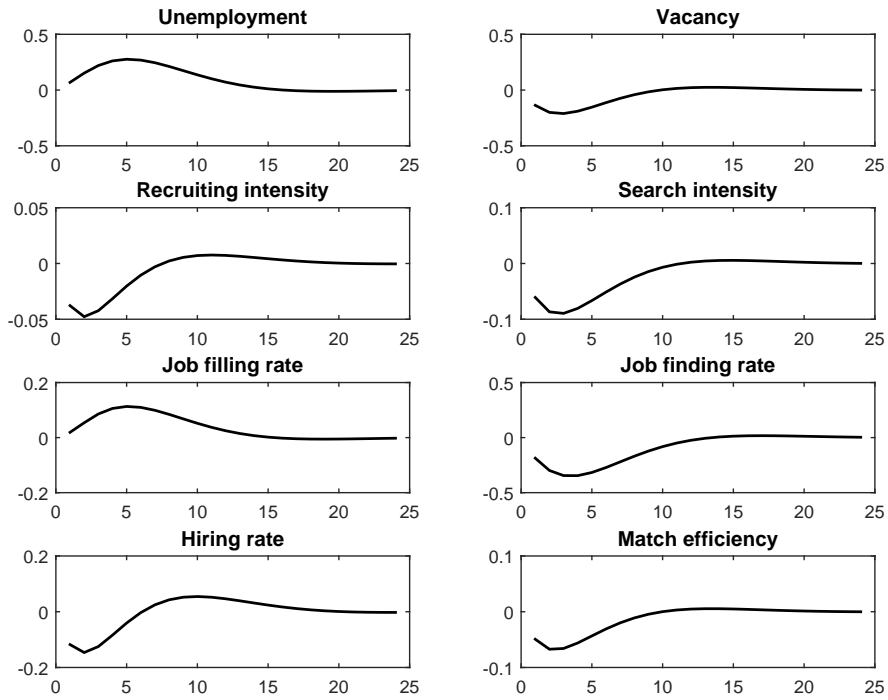 Unemployment
0.5
0
-0.5
0 5 10 15 20 25
Vacancy
0.5
0
-0.5
0 5 10 15 20 25
Recruiting intensity
0.05
0
-0.05
0 5 10 15 20 25
Search intensity
0.1
0
-0.1
0 5 10 15 20 25
Job filling rate
0.2
0
-0.2
0 5 10 15 20 25
Job finding rate
0.5
0
-0.5
0 5 10 15 20 25
Hiring rate
0.2
0
-0.2
0 5 10 15 20 25
Match efficiency
0.1
0
-0.1
0 5 10 15 20 25